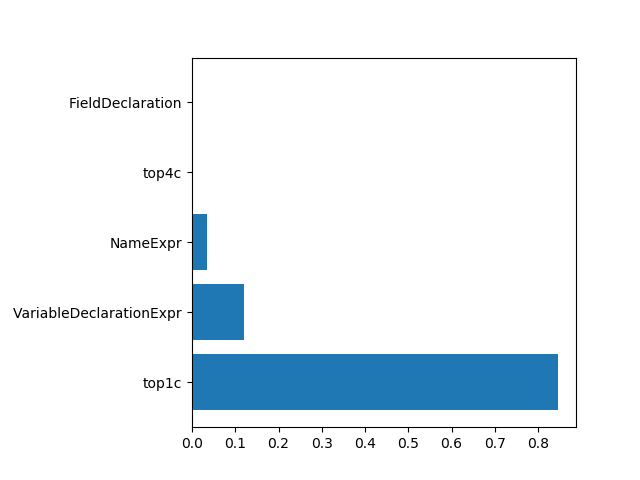 FieldDeclaration
top4c
NameExpr
VariableDeclarationExpr
top1c
0.0 0.1 0.2 0.3 0.4 0.5 0.6 0.7 0.8